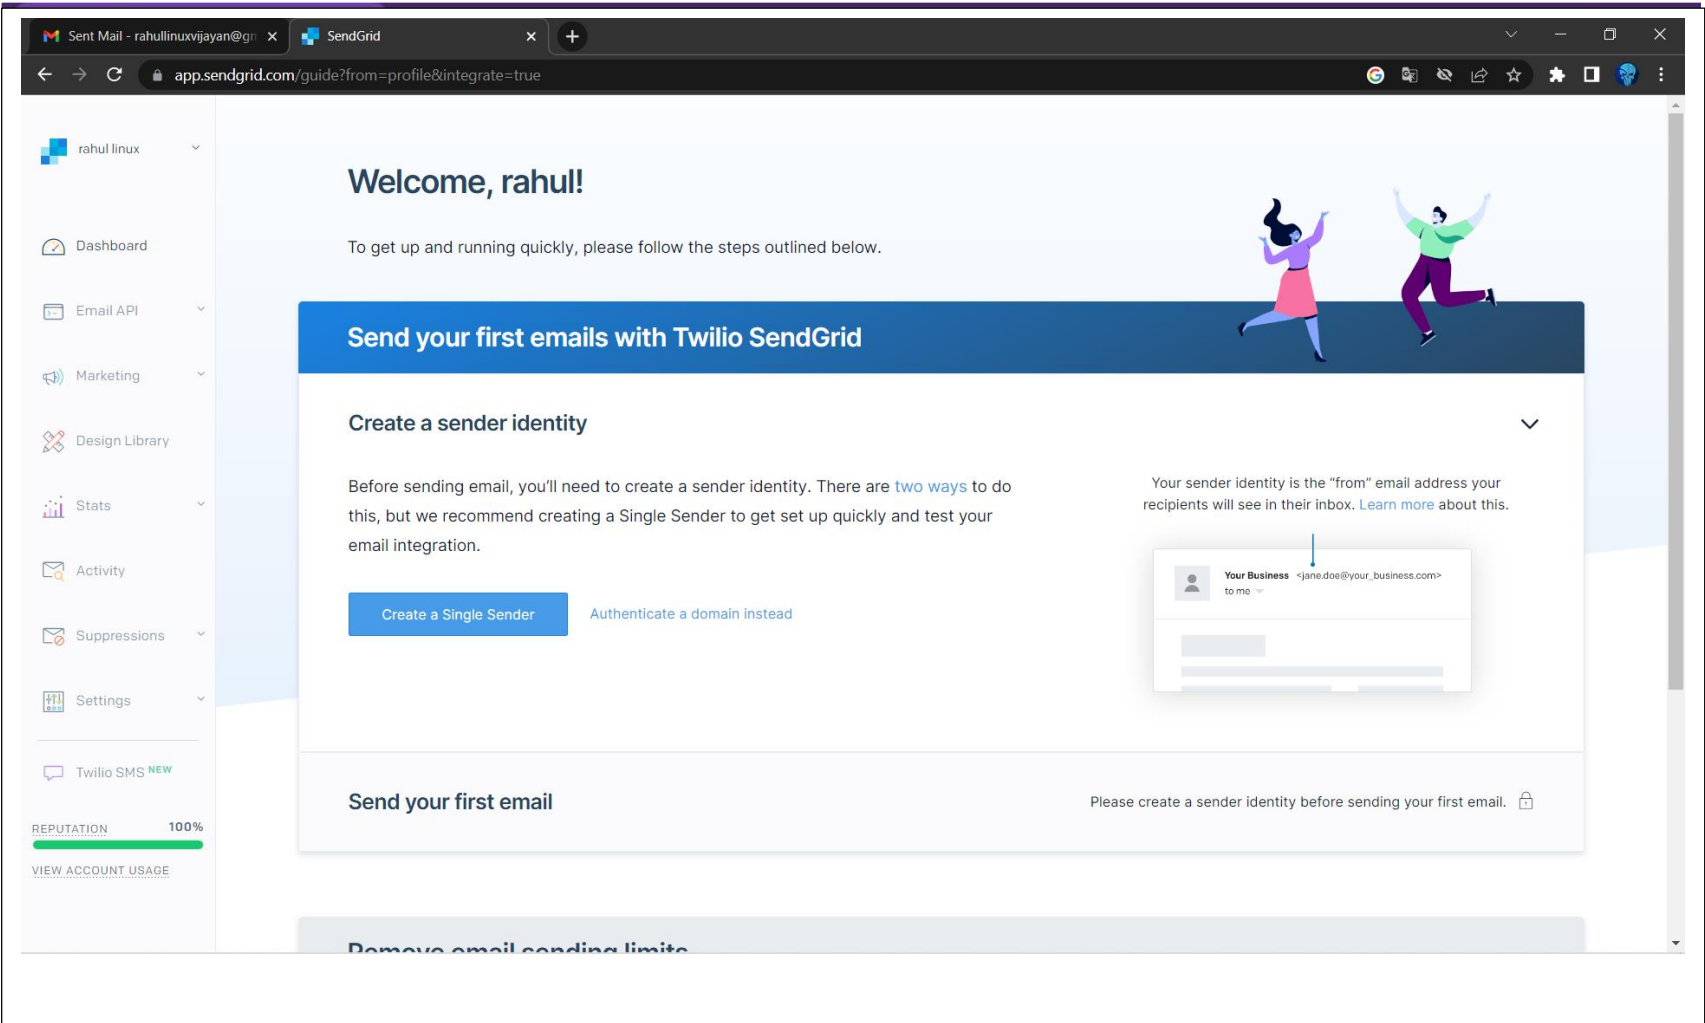 Sent Mail - rahullinuxvijayan@gm
SendGrid
app.sendgrid.com/guide?from=profile&integrate=true
rahul linux
Dashboard
Email API
Marketing
Design Library
Stats
Activity
Suppressions
Settings
Twilio SMS NEW
REPUTATION 100%
VIEW ACCOUNT USAGE
Welcome, rahul!
To get up and running quickly, please follow the steps outlined below.
Send your first emails with Twilio SendGrid
Create a sender identity
Before sending email, you'll need to create a sender identity. There are two ways to do
this, but we recommend creating a Single Sender to get set up quickly and test your
email integration.
Create a Single Sender
Authenticate a domain instead
Your sender identity is the “from” email address your
recipients will see in their inbox. Learn more about this.
Your Business <jane.doe@your_business.com>
to me
Send your first email
Please create a sender identity before sending your first email.
Remove email sending limits